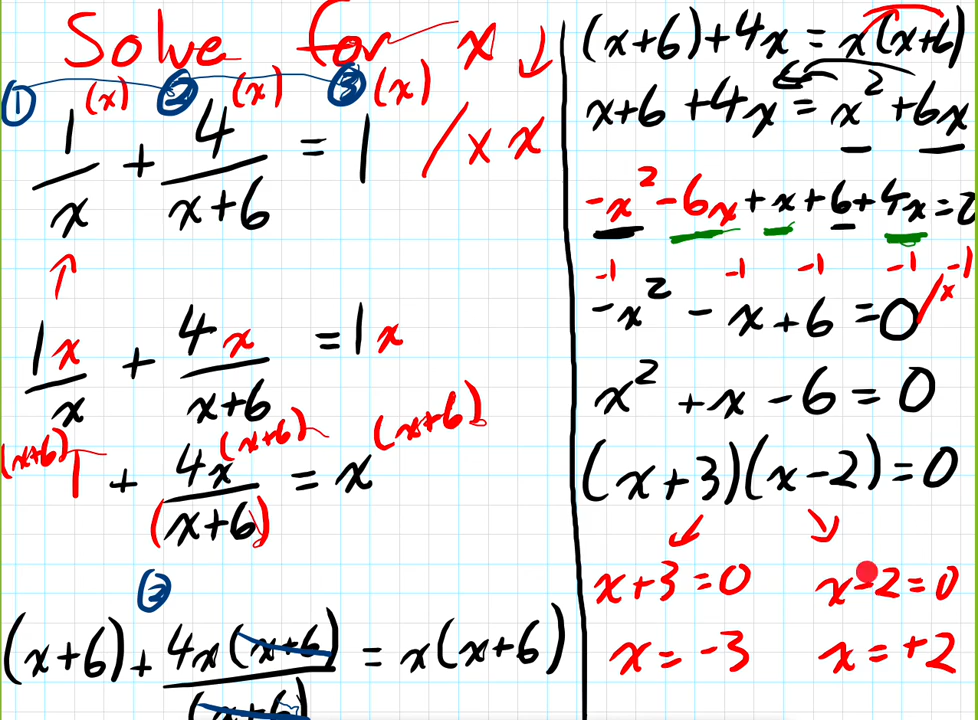 Solve for x ↓
① ② ③
(x) (x) (x)
1/x + 4/(x+6) = 1 / x x
↑
1x/x + 4x/(x+6) = 1x
(x+6) (x+6) (x+6)
1 + 4x/(x+6) = x
②
(x+6) + 4x(x+6)/(x+6) = x(x+6)
(x+6)+4x = x(x+6)
x+6 +4x = x² +6x
-x² -6x +x +6 +4x = 0
-1 -1 -1 -1 -1
-x² - x + 6 = 0 / x
x² + x - 6 = 0
(x+3)(x-2) = 0
↙ ↘
x+3 = 0 x-2 = 0
x = -3 x = +2